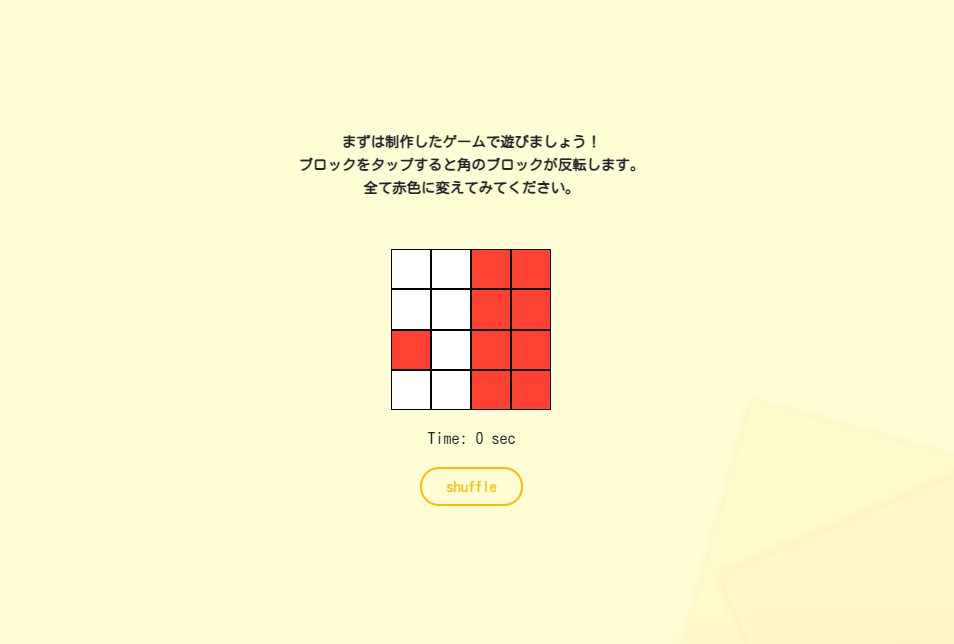 まずは制作したゲームで遊びましょう！
ブロックをタップすると角のブロックが反転します。
全て赤色に変えてみてください。
Time: 0 sec
shuffle